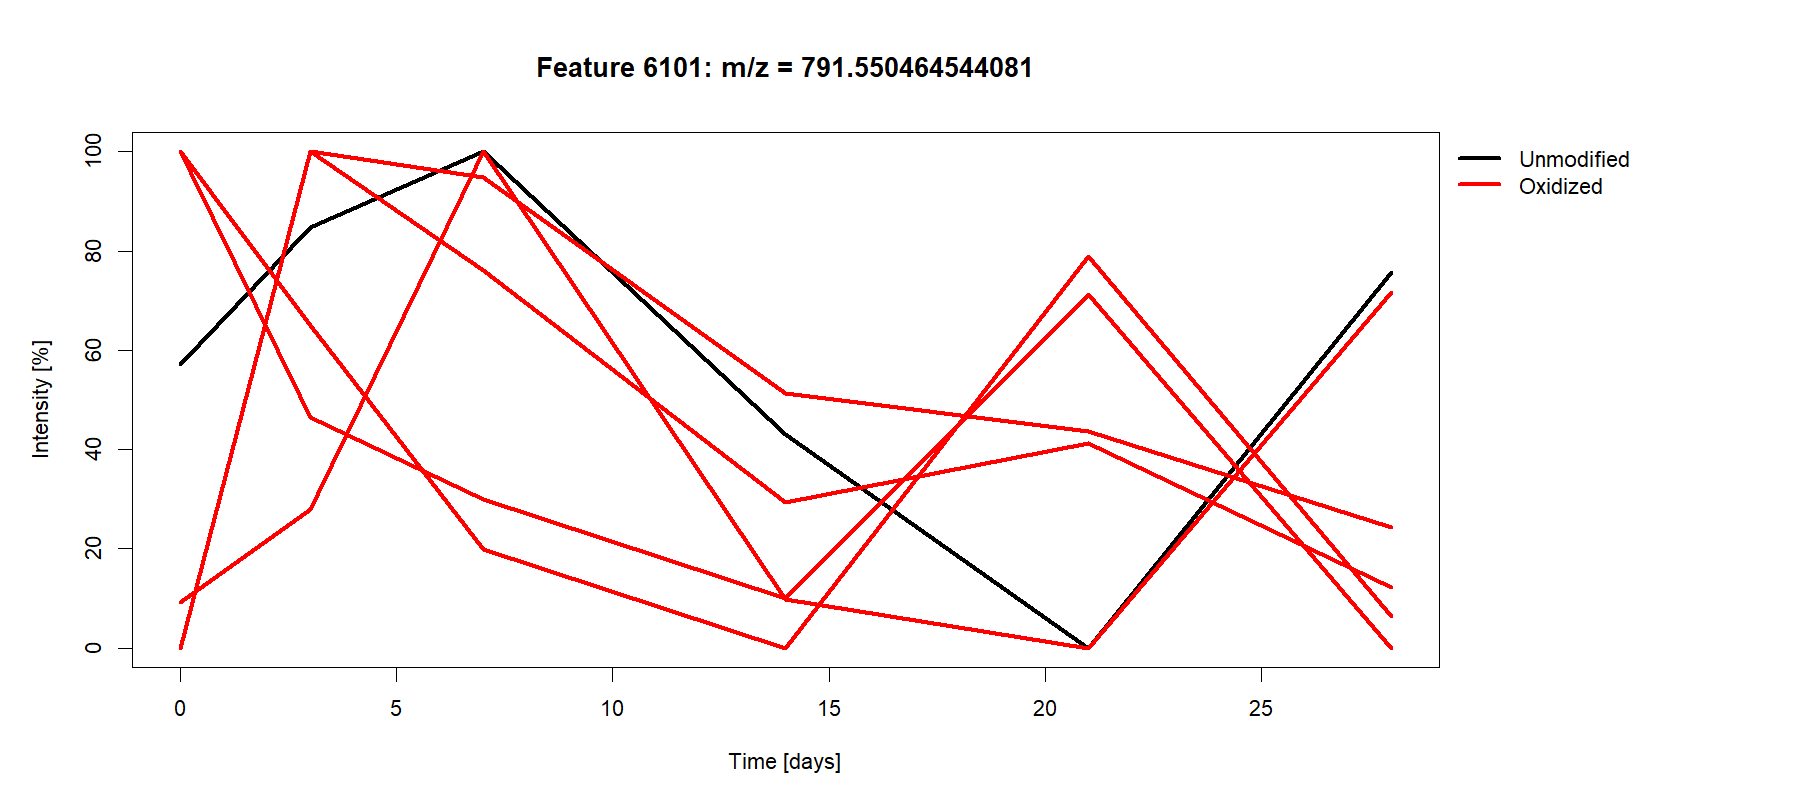 Feature 6101: m/z = 791.550464544081
Unmodified
Oxidized
Intensity [%]
100
80
60
40
20
0
0 5 10 15 20 25
Time [days]